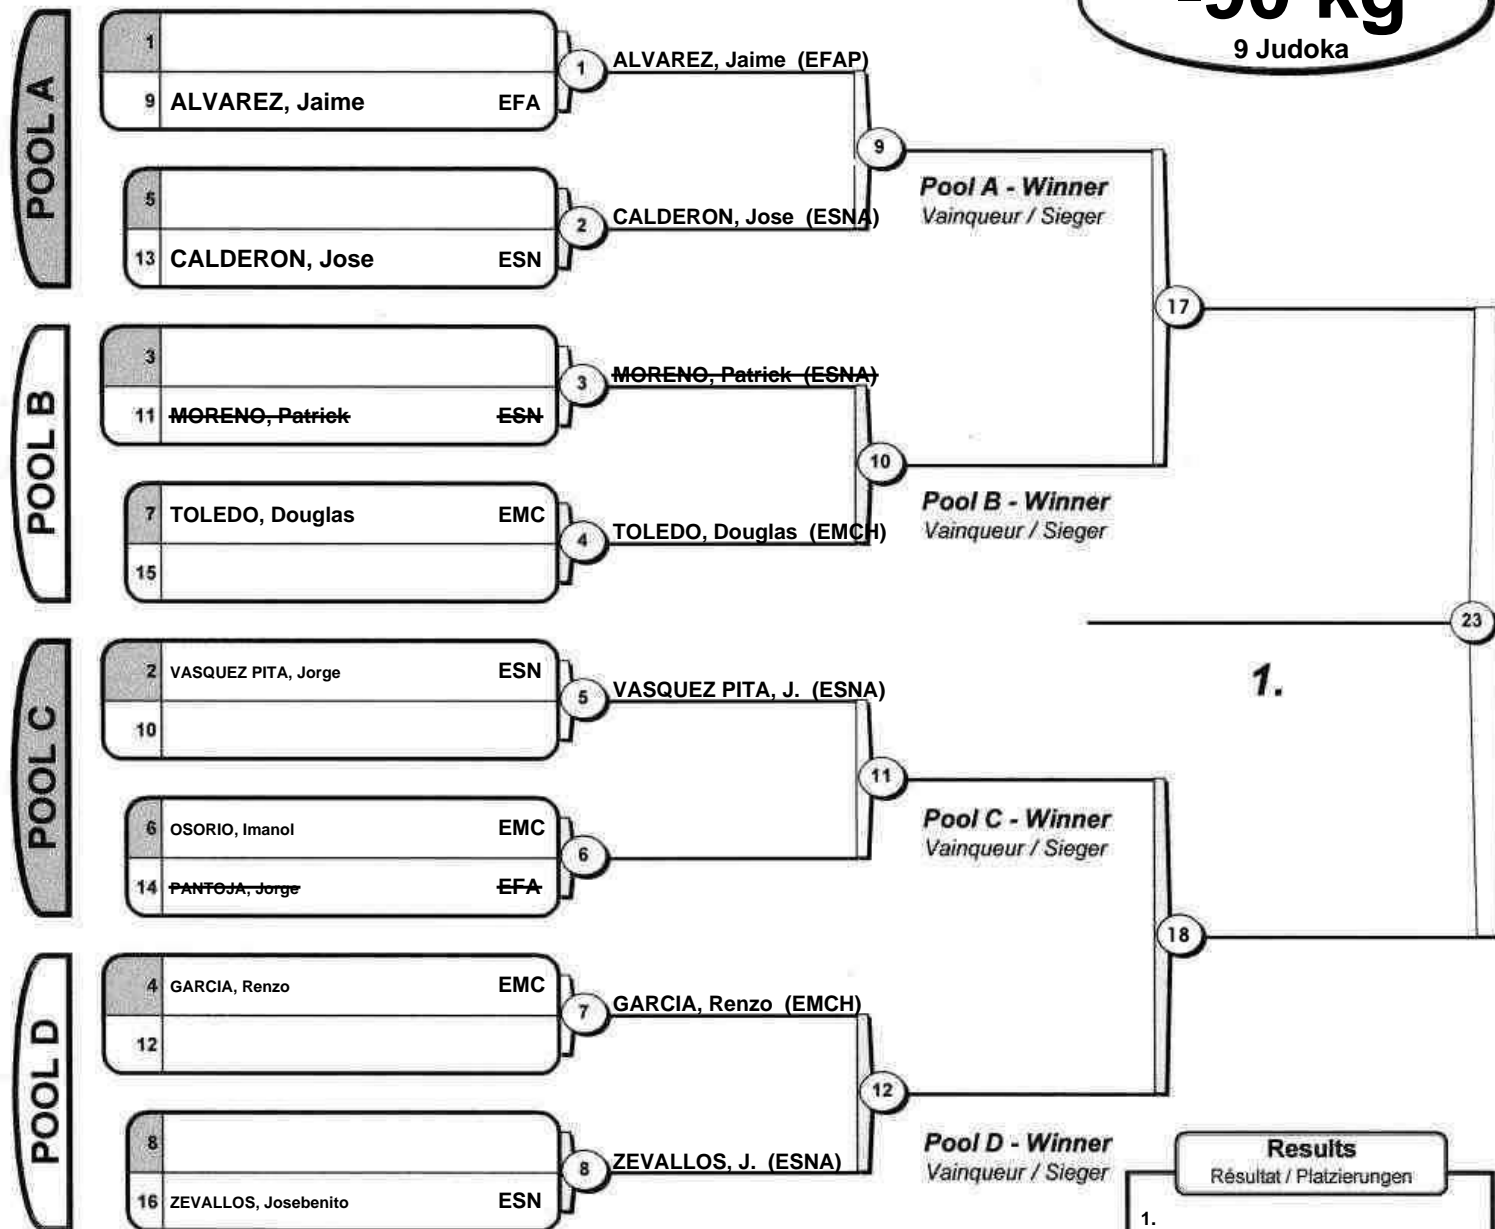 -90 kg
9 Judoka
POOL A
1
9 ALVAREZ, Jaime EFA
1
ALVAREZ, Jaime (EFAP)
5
13 CALDERON, Jose ESN
2
CALDERON, Jose (ESNA)
9
Pool A - Winner
Vainqueur / Sieger
17
POOL B
3
11 MORENO, Patrick ESN
3
MORENO, Patrick (ESNA)
7 TOLEDO, Douglas EMC
15
4
TOLEDO, Douglas (EMCH)
10
Pool B - Winner
Vainqueur / Sieger
23
1.
POOL C
2 VASQUEZ PITA, Jorge ESN
10
5
VASQUEZ PITA, J. (ESNA)
6 OSORIO, Imanol EMC
14 PANTOJA, Jorge EFA
6
11
Pool C - Winner
Vainqueur / Sieger
18
POOL D
4 GARCIA, Renzo EMC
12
7
GARCIA, Renzo (EMCH)
8
16 ZEVALLOS, Josebenito ESN
8
ZEVALLOS, J. (ESNA)
12
Pool D - Winner
Vainqueur / Sieger
Results
Résultat / Platzierungen
1.